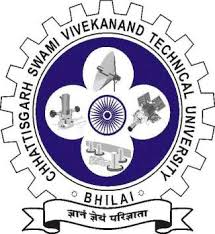 CHHATTISGARH SWAMI VIVEKANAND TECHNICAL UNIVERSITY
· BHILAI ·
ज्ञानं ज्ञेयं परिज्ञाता